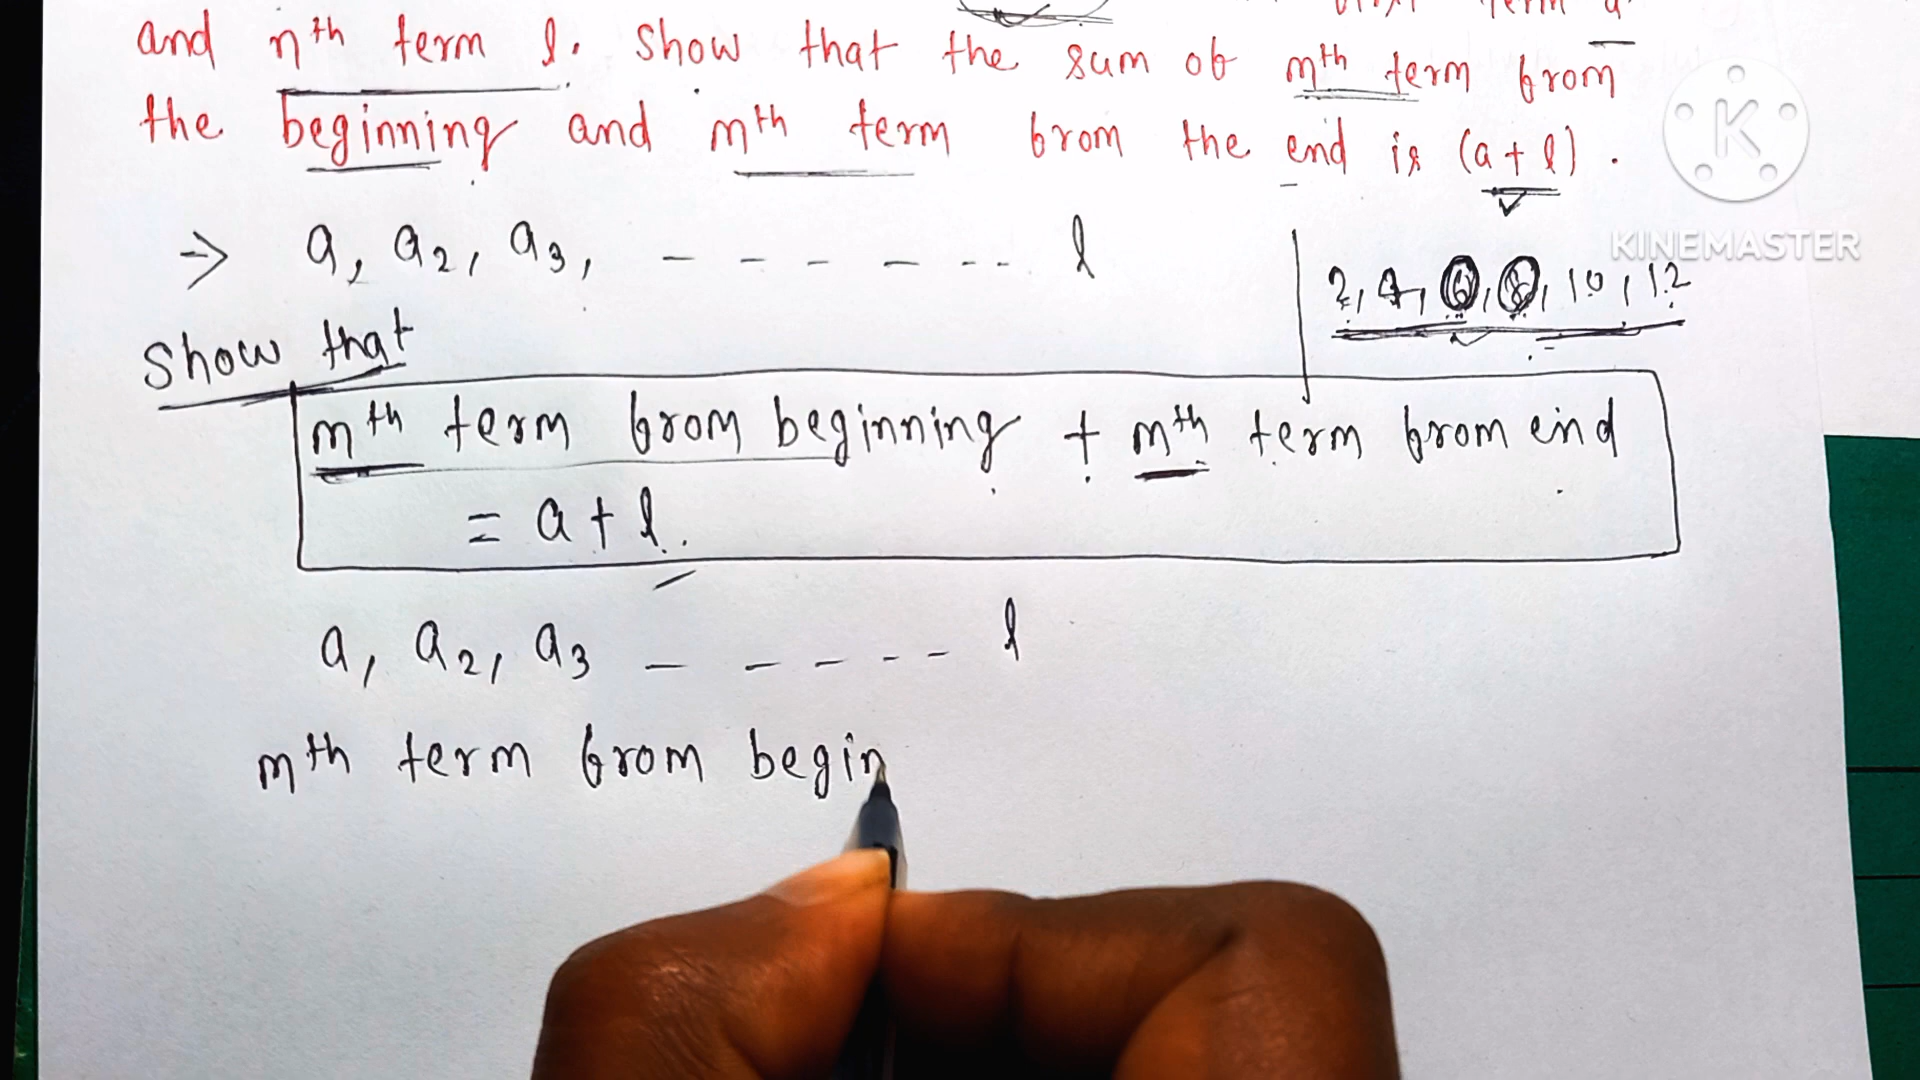 term a
and nth term l. Show that the sum of mth term from
the beginning and mth term from the end is (a + l).
K
KINEMASTER
→ a, a2, a3, - - - - - - l
2, 4, 6, 8, 10, 12
Show that
mth term from beginning + mth term from end
= a + l.
a, a2, a3 - - - - - l
mth term from begin